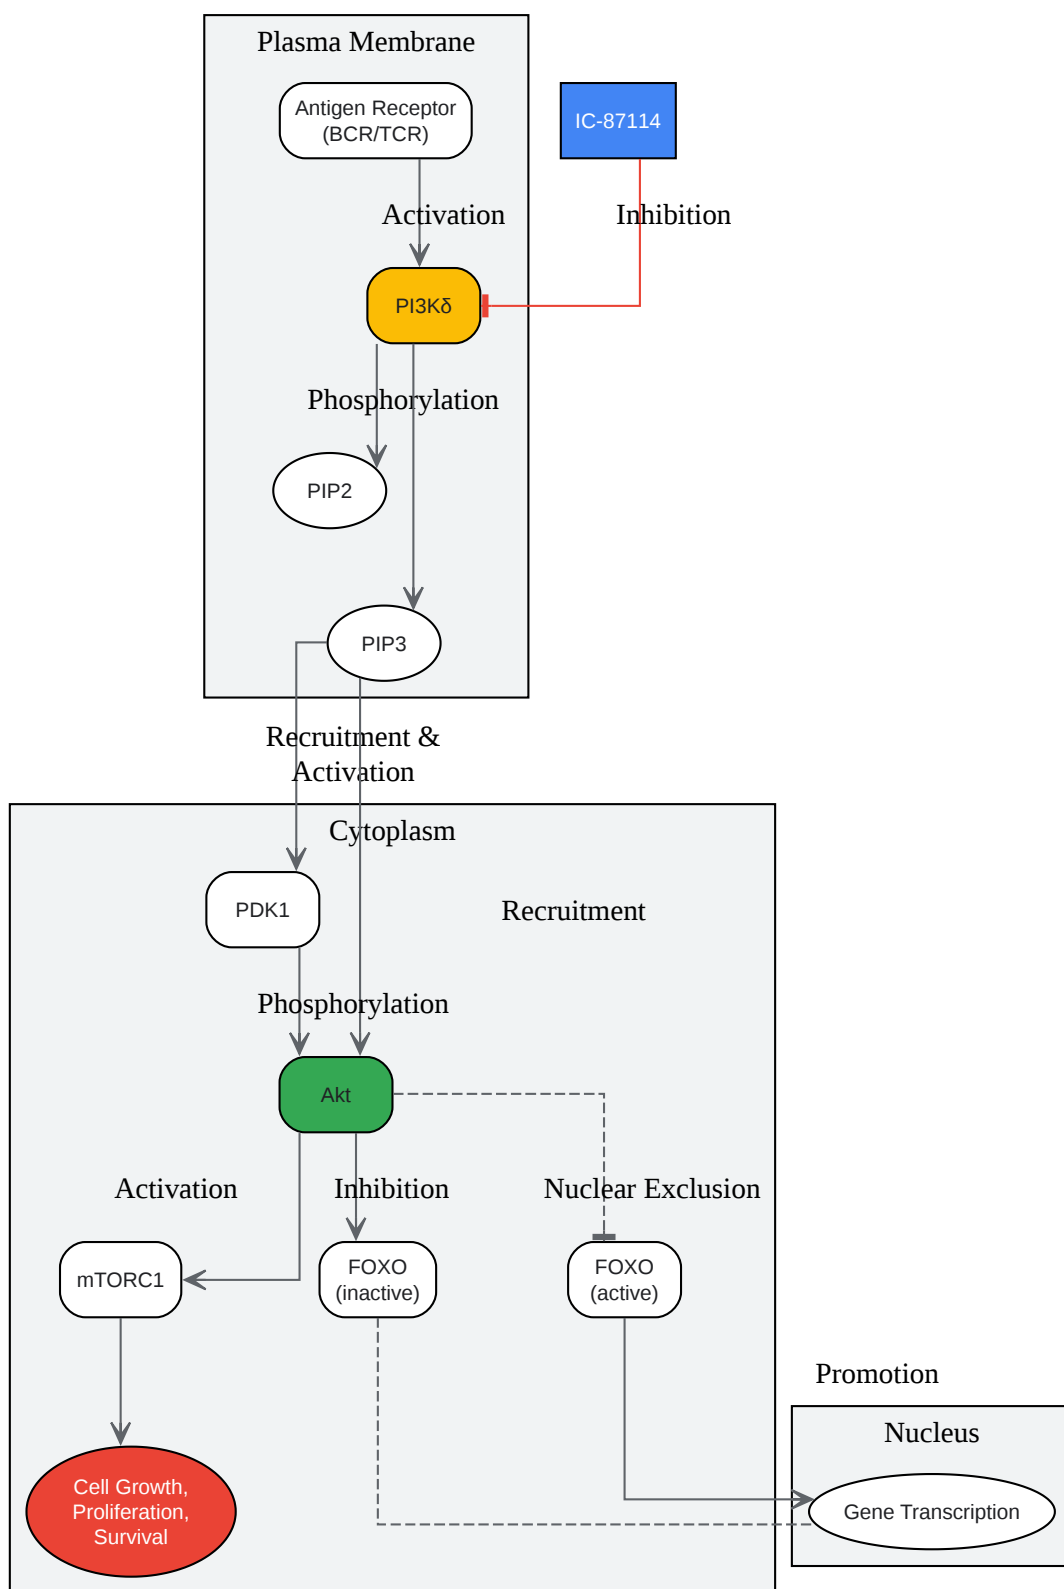 Plasma Membrane
Antigen Receptor
(BCR/TCR)
IC-87114
Activation
Inhibition
PI3Kδ
Phosphorylation
PIP2
PIP3
Recruitment &
Activation
Cytoplasm
PDK1
Recruitment
Phosphorylation
Akt
Activation
Inhibition
Nuclear Exclusion
mTORC1
FOXO
(inactive)
FOXO
(active)
Promotion
Nucleus
Cell Growth,
Proliferation,
Survival
Gene Transcription